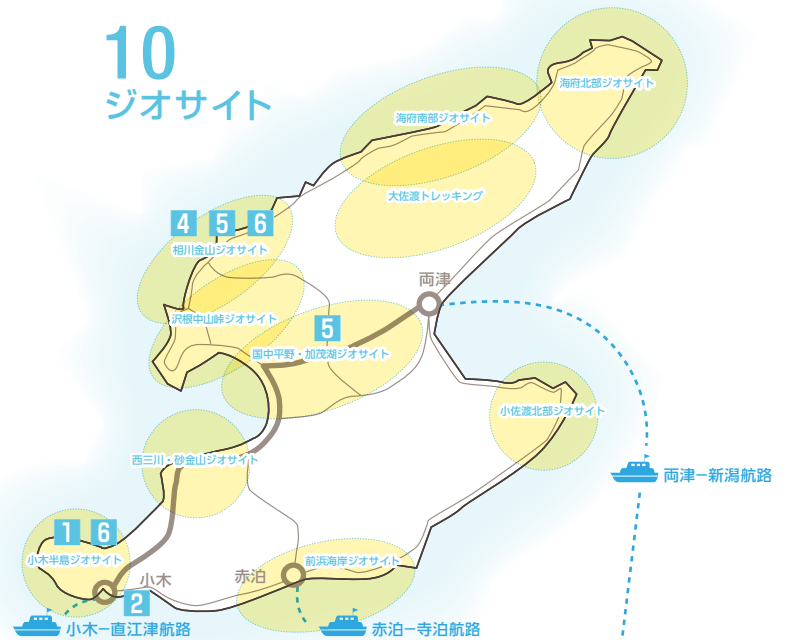 10
ジオサイト
海府北部ジオサイト
海府南部ジオサイト
大佐渡トレッキング
4 5 6
相川金山ジオサイト
両津
沢根中山峠ジオサイト
5
国中平野・加茂湖ジオサイト
小佐渡北部ジオサイト
西三川・砂金山ジオサイト
両津−新潟航路
1 6
小木半島ジオサイト
前浜海岸ジオサイト
小木
赤泊
2
小木−直江津航路
赤泊−寺泊航路